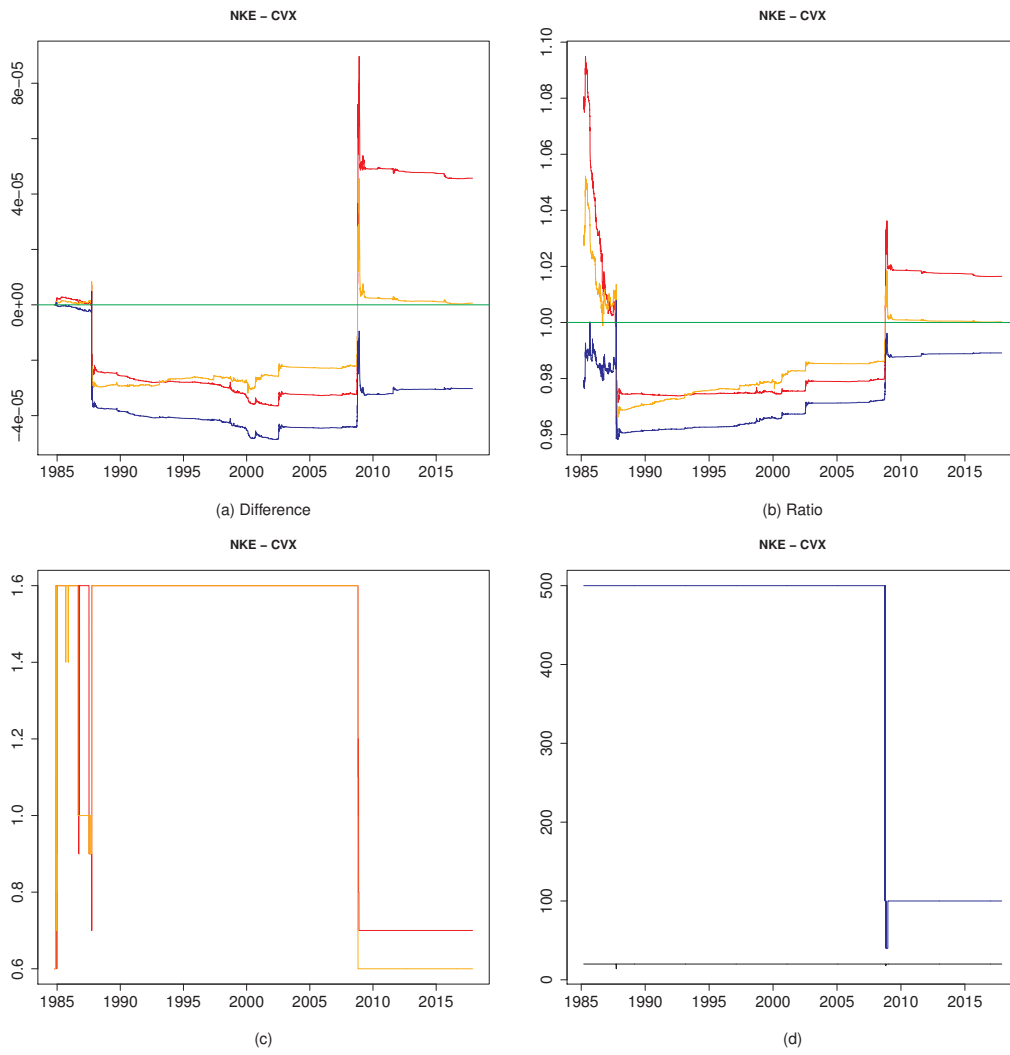 NKE − CVX
8e−05
4e−05
0e+00
−4e−05
1985 1990 1995 2000 2005 2010 2015
(a) Difference
NKE − CVX
1.10
1.08
1.06
1.04
1.02
1.00
0.98
0.96
1985 1990 1995 2000 2005 2010 2015
(b) Ratio
NKE − CVX
1.6
1.4
1.2
1.0
0.8
0.6
1985 1990 1995 2000 2005 2010 2015
(c)
NKE − CVX
500
400
300
200
100
0
1985 1990 1995 2000 2005 2010 2015
(d)